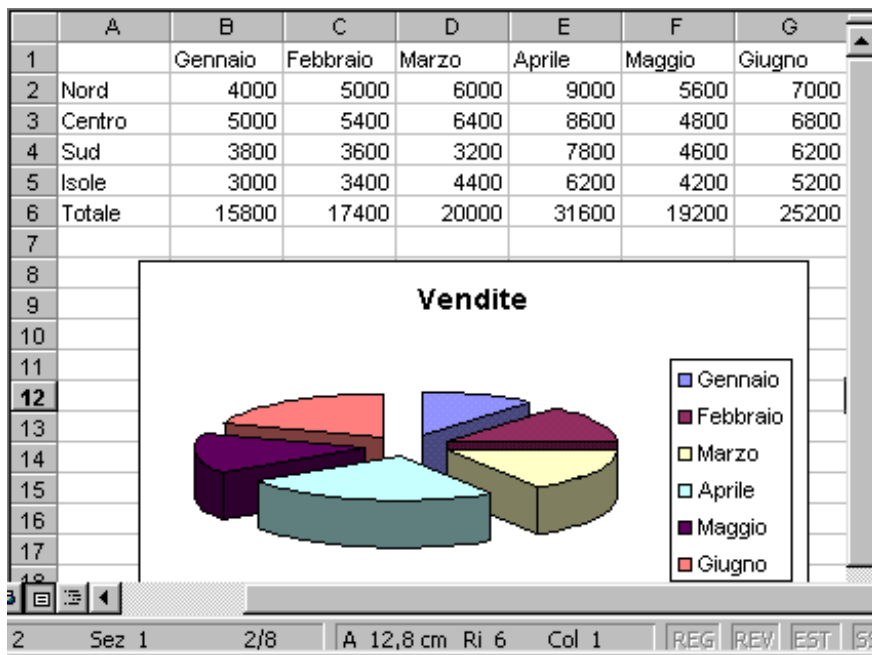 A B C D E F G
1 Gennaio Febbraio Marzo Aprile Maggio Giugno
2 Nord 4000 5000 6000 9000 5600 7000
3 Centro 5000 5400 6400 8600 4800 6800
4 Sud 3800 3600 3200 7800 4600 6200
5 Isole 3000 3400 4400 6200 4200 5200
6 Totale 15800 17400 20000 31600 19200 25200
7
8
9
10
11
12
13
14
15
16
17
18
Vendite
Gennaio
Febbraio
Marzo
Aprile
Maggio
Giugno
2 Sez 1 2/8 A 12,8 cm Ri 6 Col 1 REG REV EST